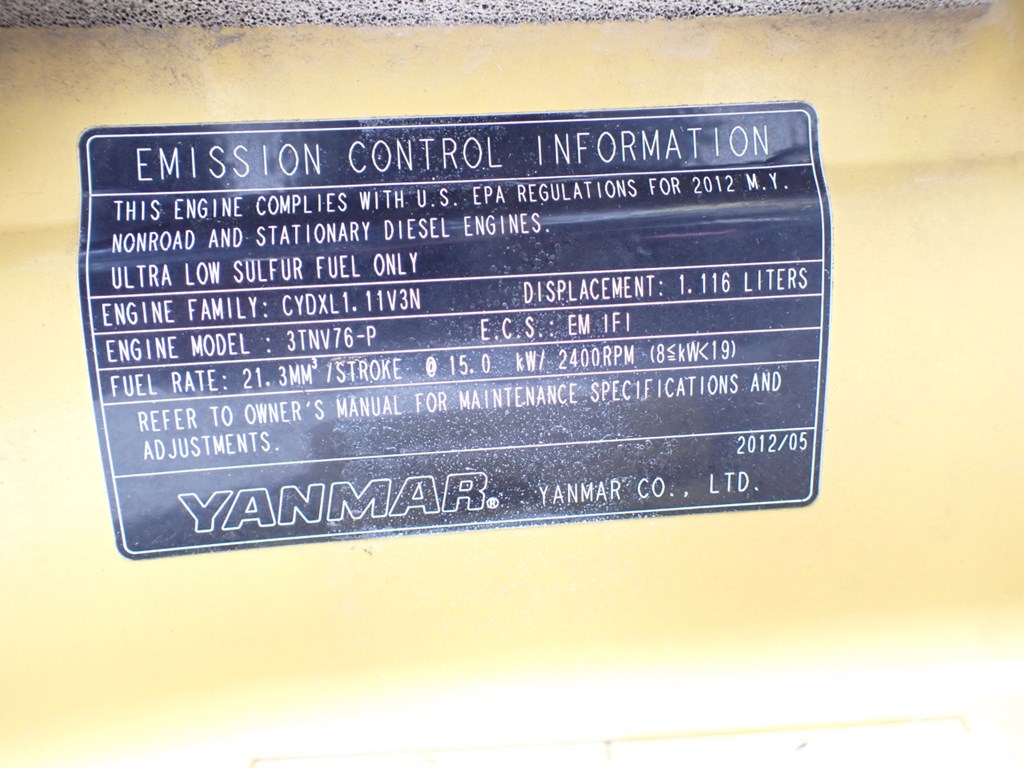 EMISSION CONTROL INFORMATION
THIS ENGINE COMPLIES WITH U.S. EPA REGULATIONS FOR 2012 M.Y.
NONROAD AND STATIONARY DIESEL ENGINES.
ULTRA LOW SULFUR FUEL ONLY
ENGINE FAMILY: CYDXL1.11V3N DISPLACEMENT: 1.116 LITERS
ENGINE MODEL : 3TNV76-P E.C.S.: EM IFI
FUEL RATE: 21.3MM³/STROKE @ 15.0 kW/ 2400RPM (8≤kW<19)
REFER TO OWNER'S MANUAL FOR MAINTENANCE SPECIFICATIONS AND
ADJUSTMENTS.
2012/05
YANMAR® YANMAR CO., LTD.